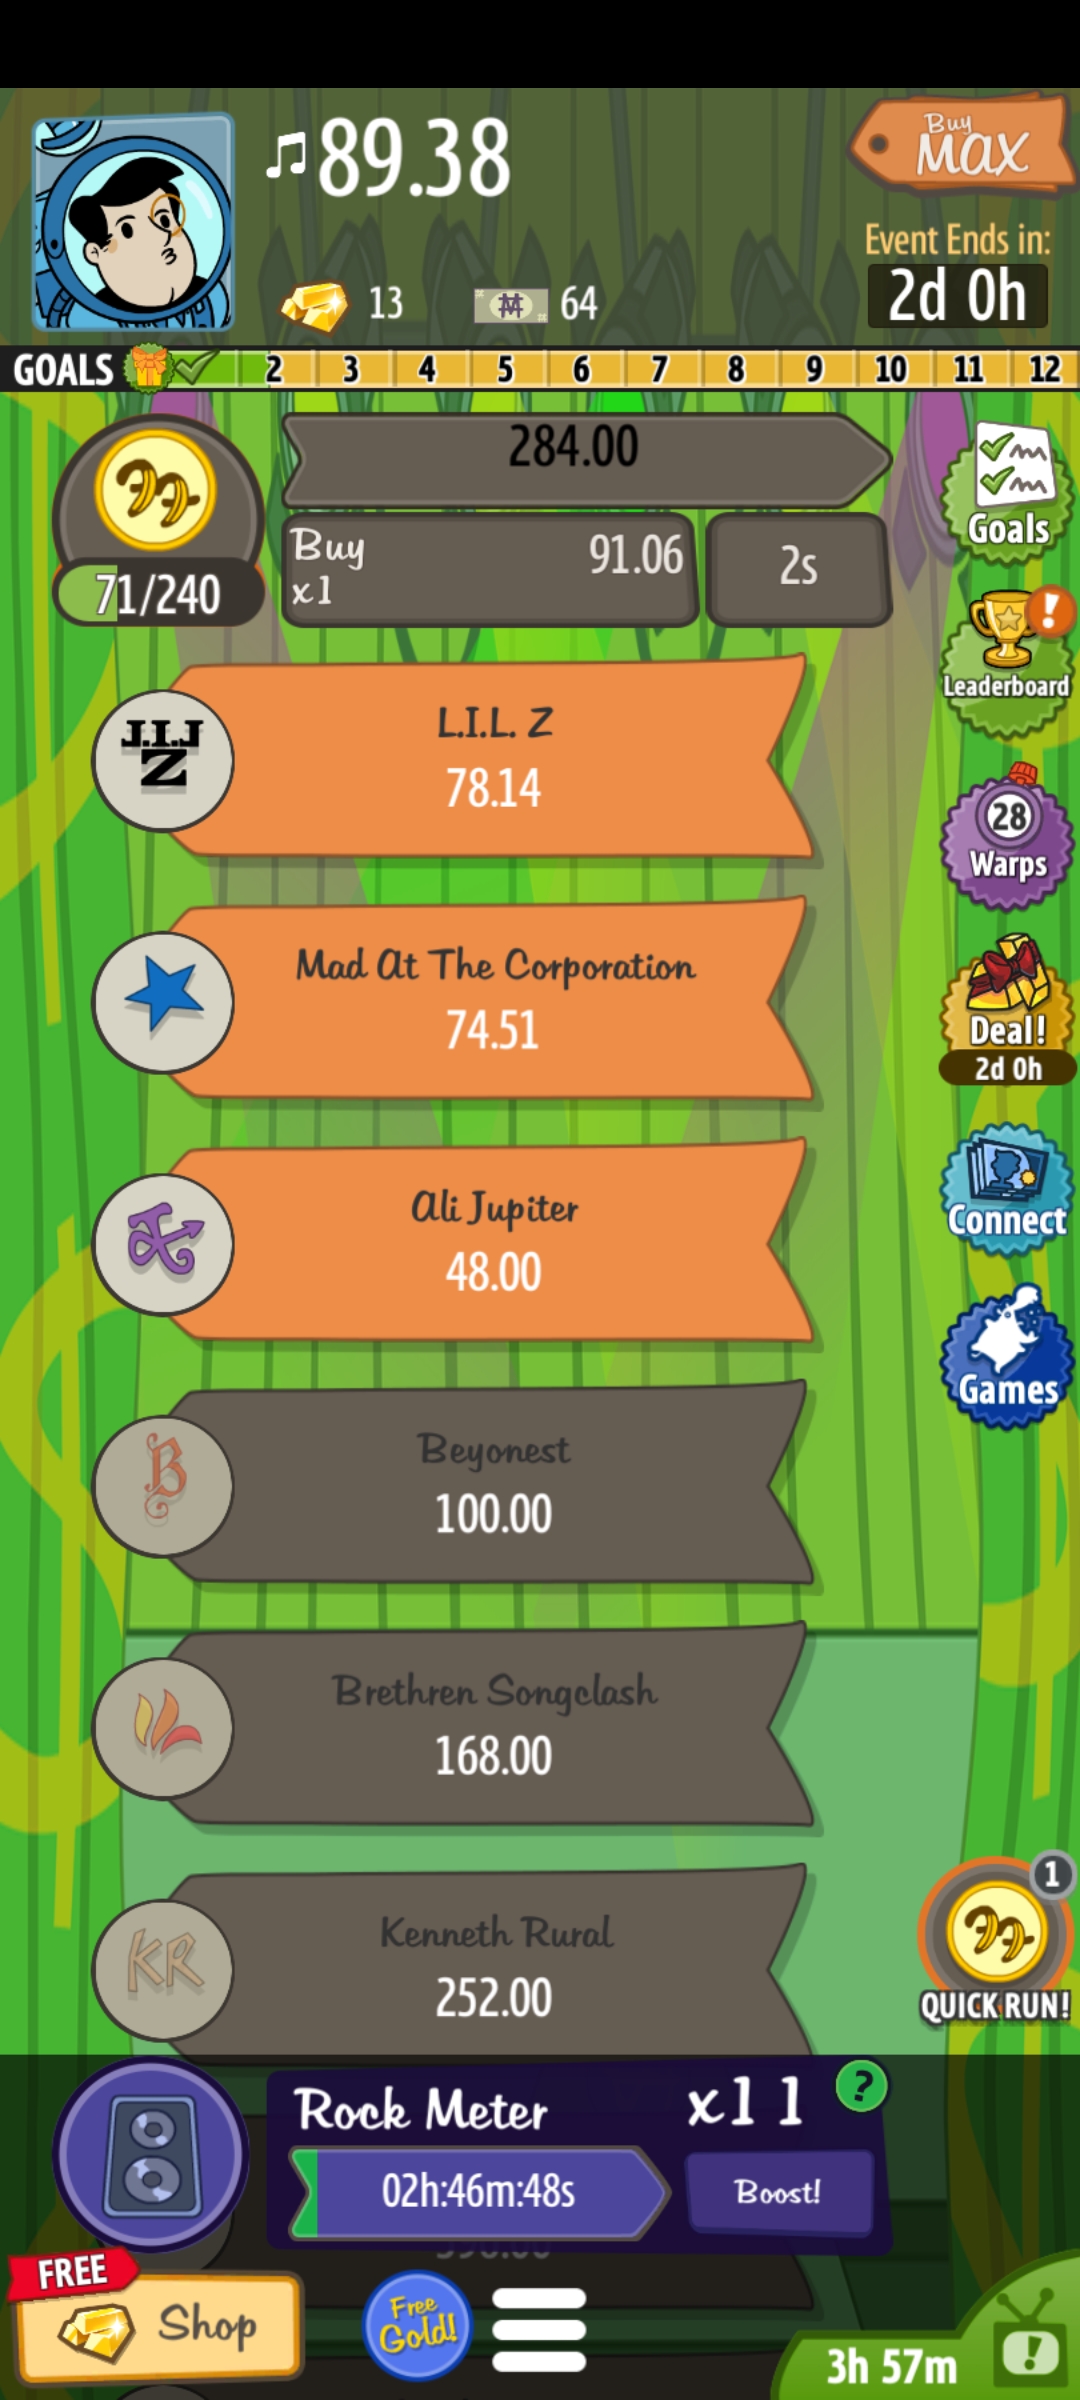 89.38
Buy
MAX
13
64
Event Ends in:
2d 0h
GOALS 2 3 4 5 6 7 8 9 10 11 12
284.00
Buy
x1
91.06
2s
71/240
Goals
!
Leaderboard
J.I.J
Z
L.I.L. Z
78.14
28
Warps
Mad At The Corporation
74.51
Deal!
2d 0h
Ali Jupiter
48.00
Connect
Games
B
Beyonest
100.00
Brethren Songclash
168.00
KR
Kenneth Rural
252.00
1
QUICK RUN!
Rock Meter
x11
?
02h:46m:48s
Boost!
FREE
Shop
Free
Gold!
3h 57m
!